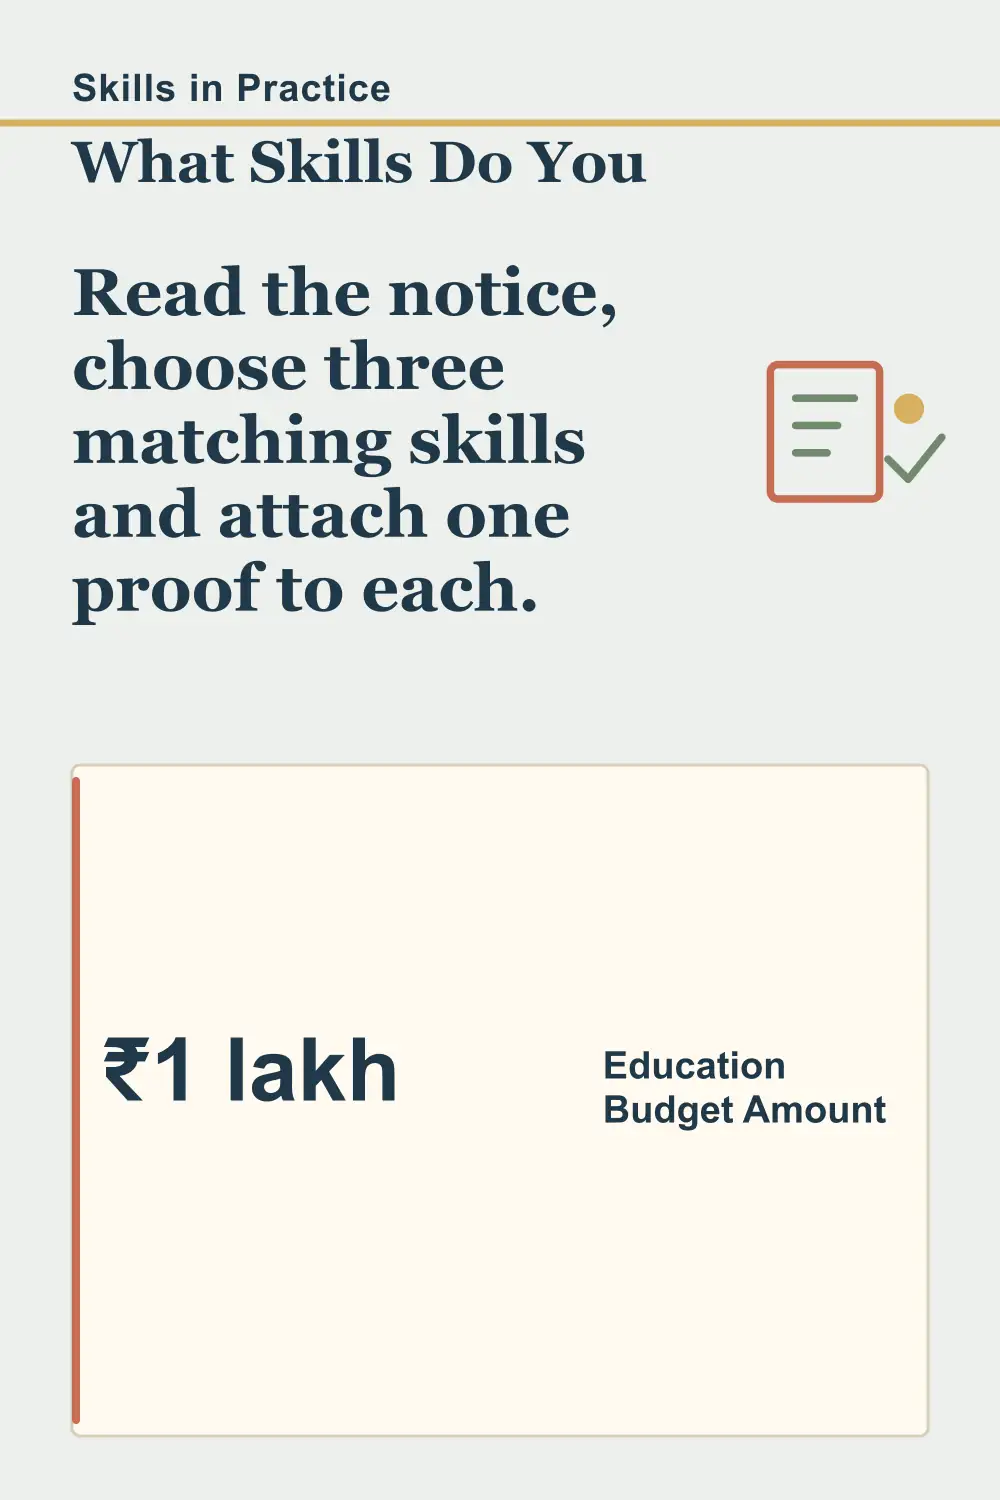 Skills in Practice
What Skills Do You
Read the notice,
choose three
matching skills
and attach one
proof to each.
₹1 lakh
Education
Budget Amount